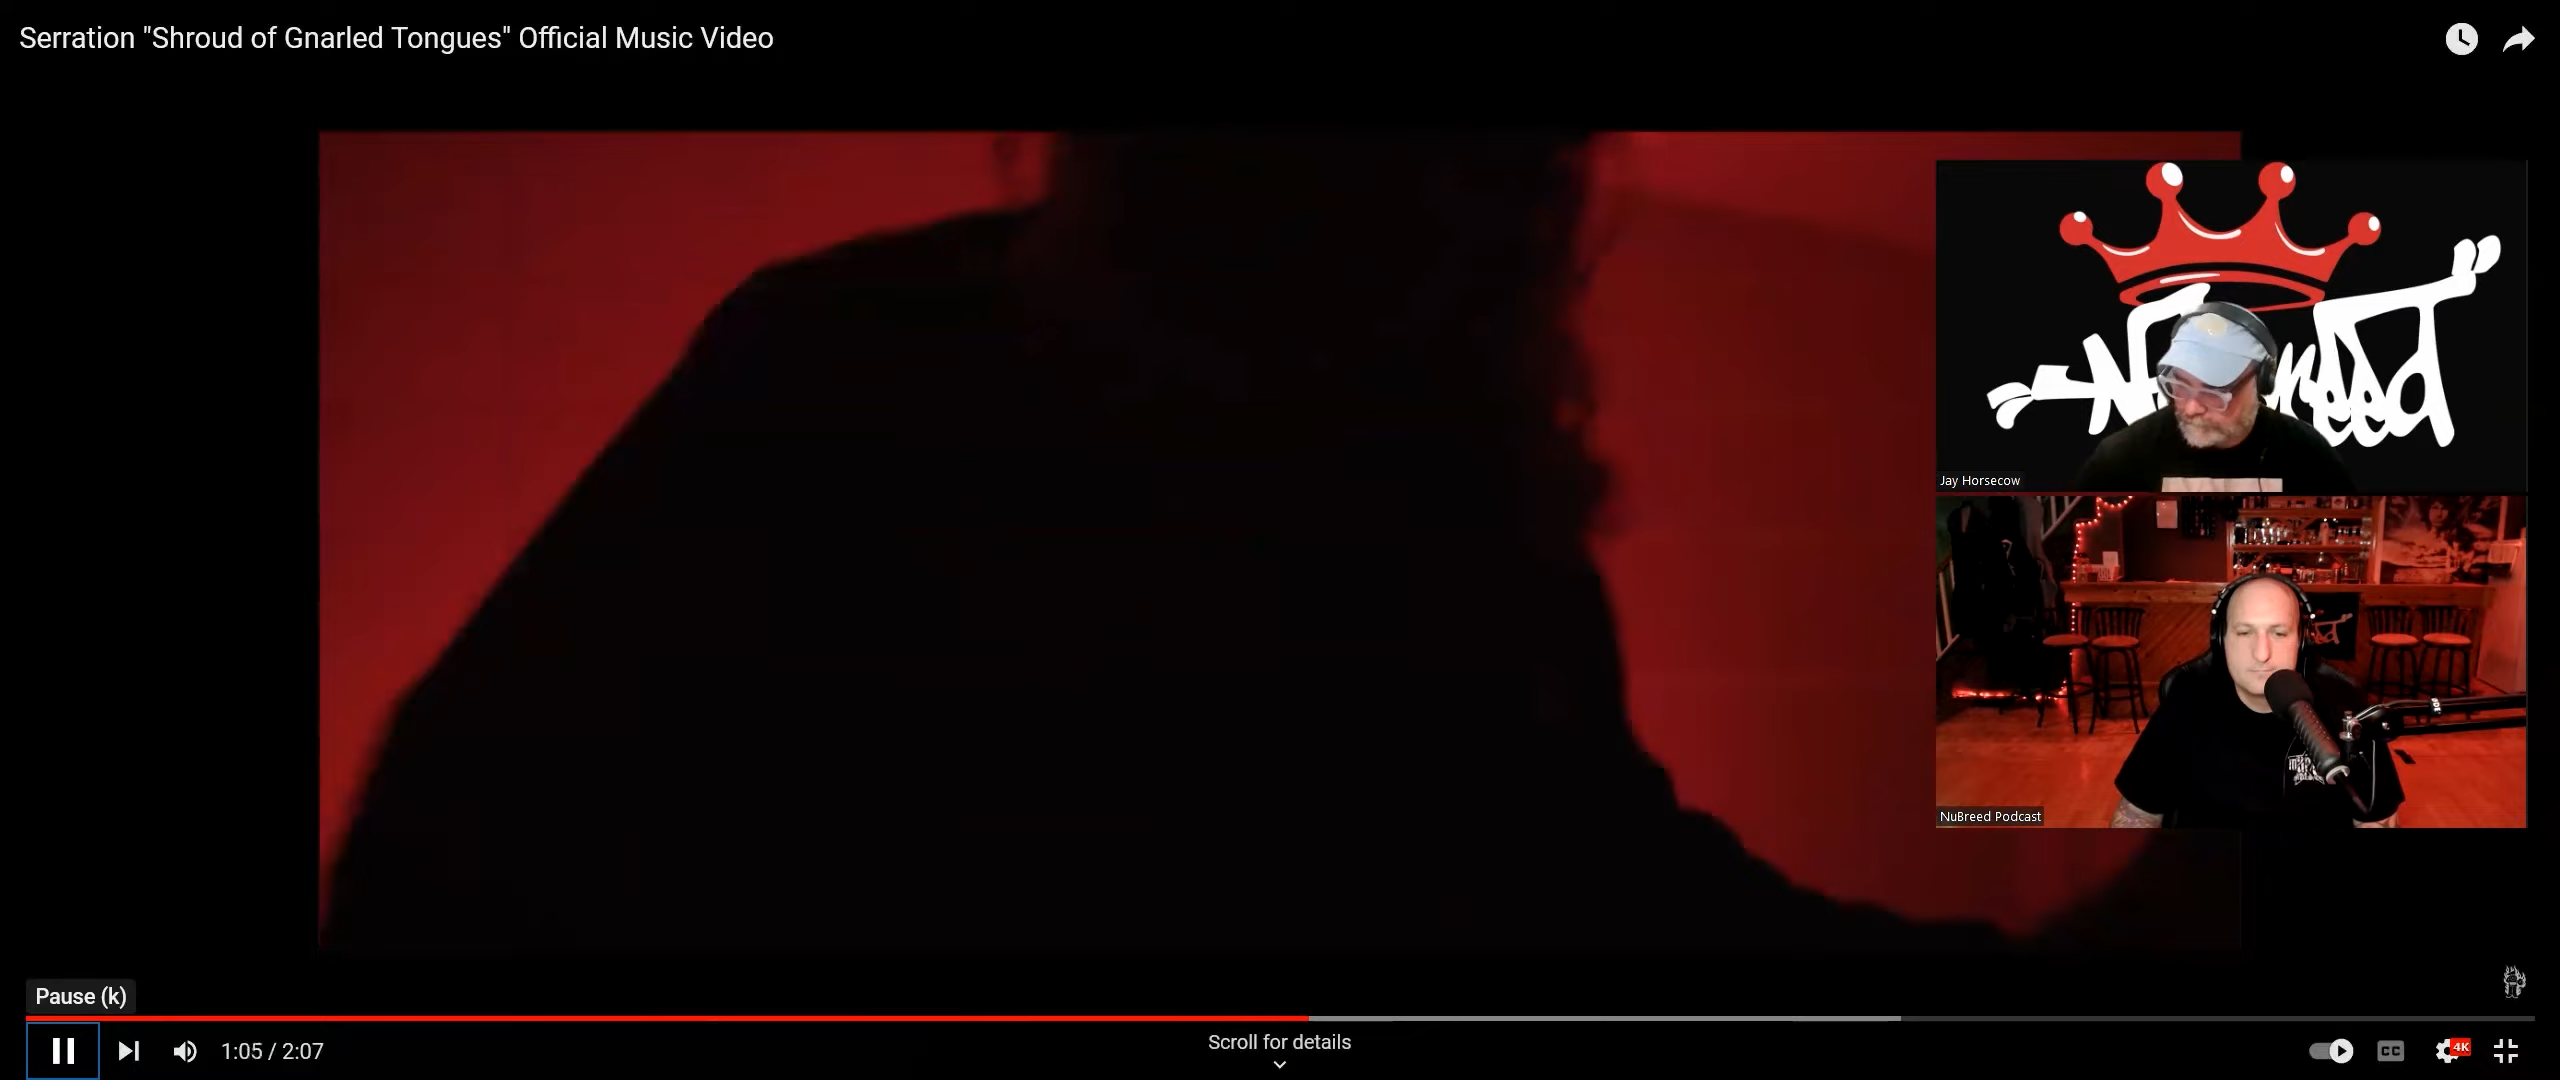 Serration "Shroud of Gnarled Tongues" Official Music Video
Jay Horsecow
NuBreed Podcast
Pause (k)
1:05 / 2:07
Scroll for details
CC
4K